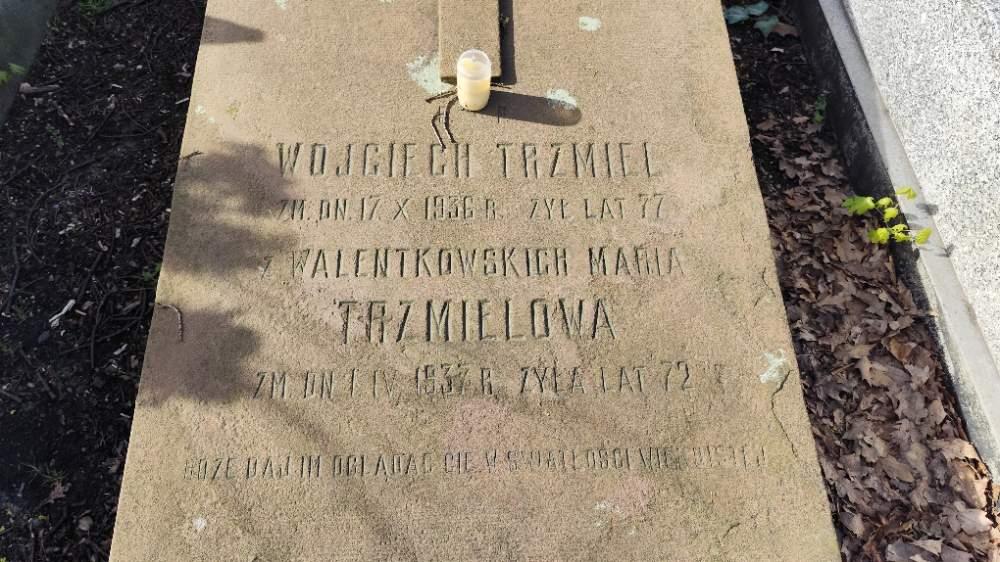 WOJCIECH TRZMIEL
ZM. DN. 17 X 1936 R. ŻYŁ LAT 77
z WALENTKOWSKICH MARIA
TRZMIELOWA
ZM. DN 1 IV. 1937 R. ŻYŁA LAT 72
BOŻE DAJ IM OGLĄDAĆ CIĘ W ŚWIATŁOŚCI WIEKUISTEJ